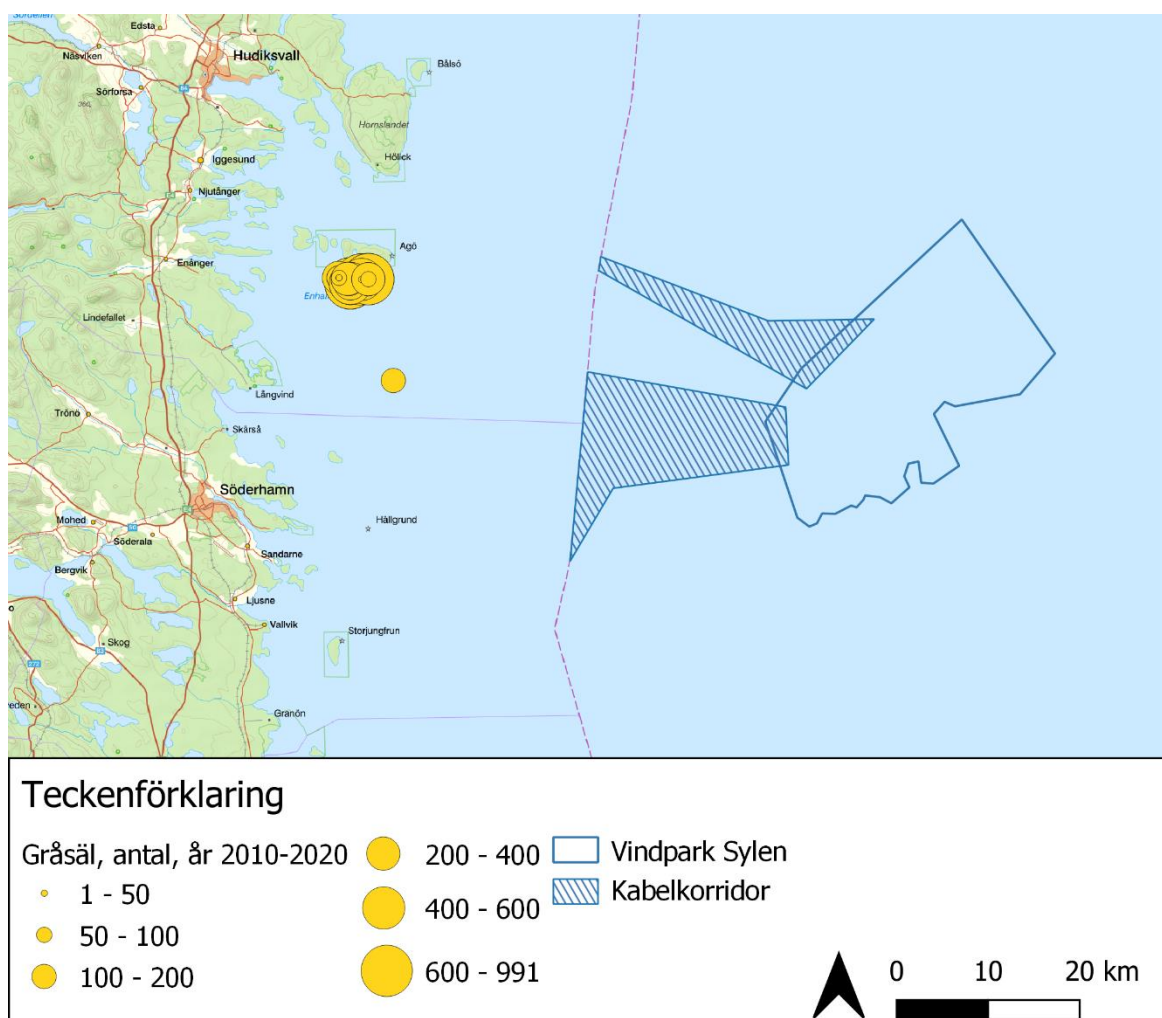 Edsta
Näsviken
Hudiksvall
Bålsö
Sörforsa
Hornslandet
Iggesund
Hölick
Njutånger
Agö
Enånger
Lindefallet
Långvind
Trönö
Skärså
Söderhamn
Mohed
Hällgrund
Söderala
Sandarne
Bergvik
Ljusne
Vallvik
Storjungfrun
Skog
Granön
Teckenförklaring
Gråsäl, antal, år 2010-2020
1 - 50
50 - 100
100 - 200
200 - 400
400 - 600
600 - 991
Vindpark Sylen
Kabelkorridor
0 10 20 km